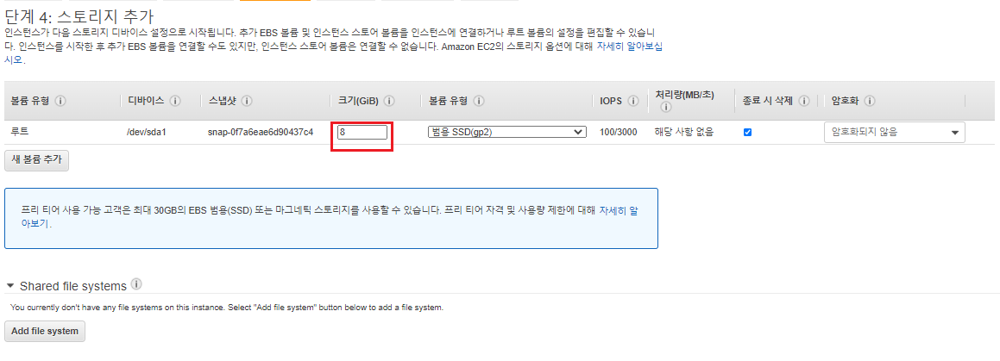 단계 4: 스토리지 추가
인스턴스가 다음 스토리지 디바이스 설정으로 시작됩니다. 추가 EBS 볼륨 및 인스턴스 스토어 볼륨을 인스턴스에 연결하거나 루트 볼륨의 설정을 편집할 수 있습니
다. 인스턴스를 시작한 후 추가 EBS 볼륨을 연결할 수도 있지만, 인스턴스 스토어 볼륨은 연결할 수 없습니다. Amazon EC2의 스토리지 옵션에 대해 자세히 알아보십
시오.
볼륨 유형 디바이스 스냅샷 크기(GiB) 볼륨 유형 IOPS 처리량(MB/초) 종료 시 삭제 암호화
루트 /dev/sda1 snap-0f7a6eae6d90437c4 8 범용 SSD(gp2) 100/3000 해당 사항 없음 암호화되지 않음
새 볼륨 추가
프리 티어 사용 가능 고객은 최대 30GB의 EBS 범용(SSD) 또는 마그네틱 스토리지를 사용할 수 있습니다. 프리 티어 자격 및 사용량 제한에 대해 자세히 알
아보기.
Shared file systems
You currently don't have any file systems on this instance. Select "Add file system" button below to add a file system.
Add file system